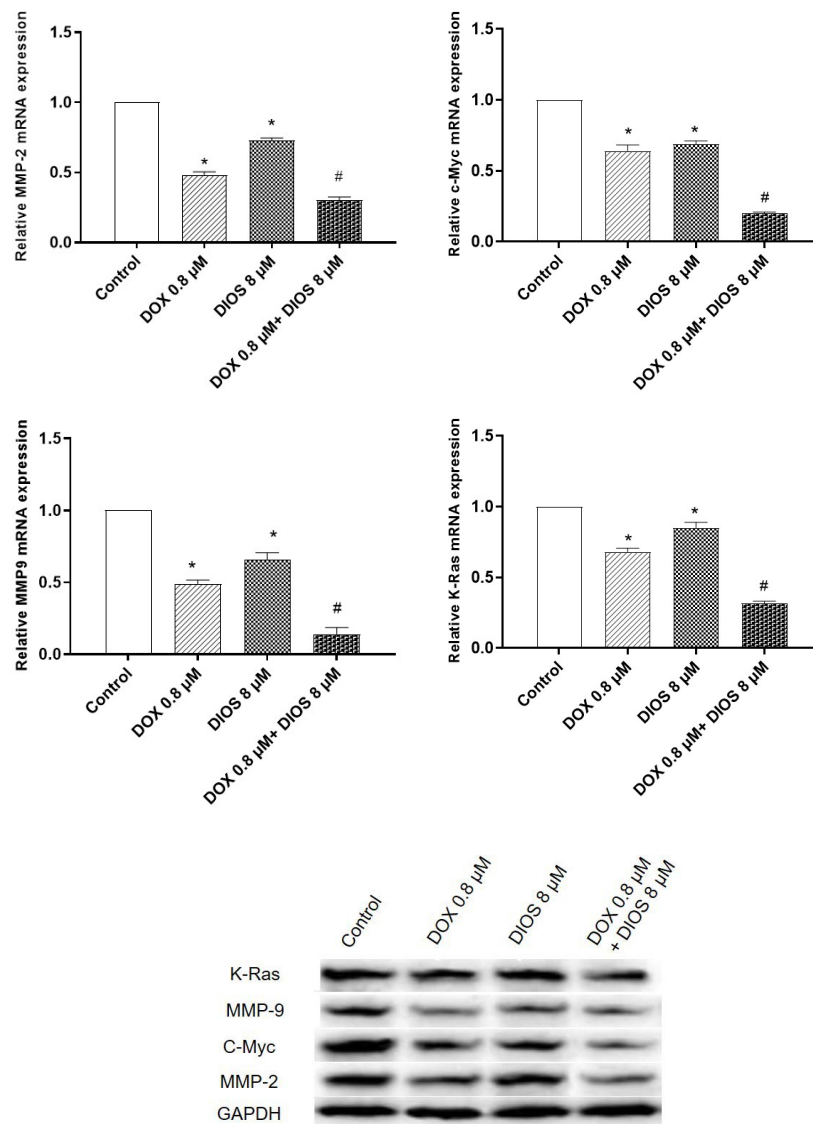 Relative MMP-2 mRNA expression
1.5
1.0
0.5
0.0
*
*
#
Control
DOX 0.8 µM
DIOS 8 µM
DOX 0.8 µM+ DIOS 8 µM
Relative c-Myc mRNA expression
1.5
1.0
0.5
0.0
*
*
#
Control
DOX 0.8 µM
DIOS 8 µM
DOX 0.8 µM+ DIOS 8 µM
Relative MMP9 mRNA expression
1.5
1.0
0.5
0.0
*
*
#
Control
DOX 0.8 µM
DIOS 8 µM
DOX 0.8 µM+ DIOS 8 µM
Relative K-Ras mRNA expression
1.5
1.0
0.5
0.0
*
*
#
Control
DOX 0.8 µM
DIOS 8 µM
DOX 0.8 µM+ DIOS 8 µM
Control
DOX 0.8 µM
DIOS 8 µM
DOX 0.8 µM
+ DIOS 8 µM
K-Ras
MMP-9
C-Myc
MMP-2
GAPDH